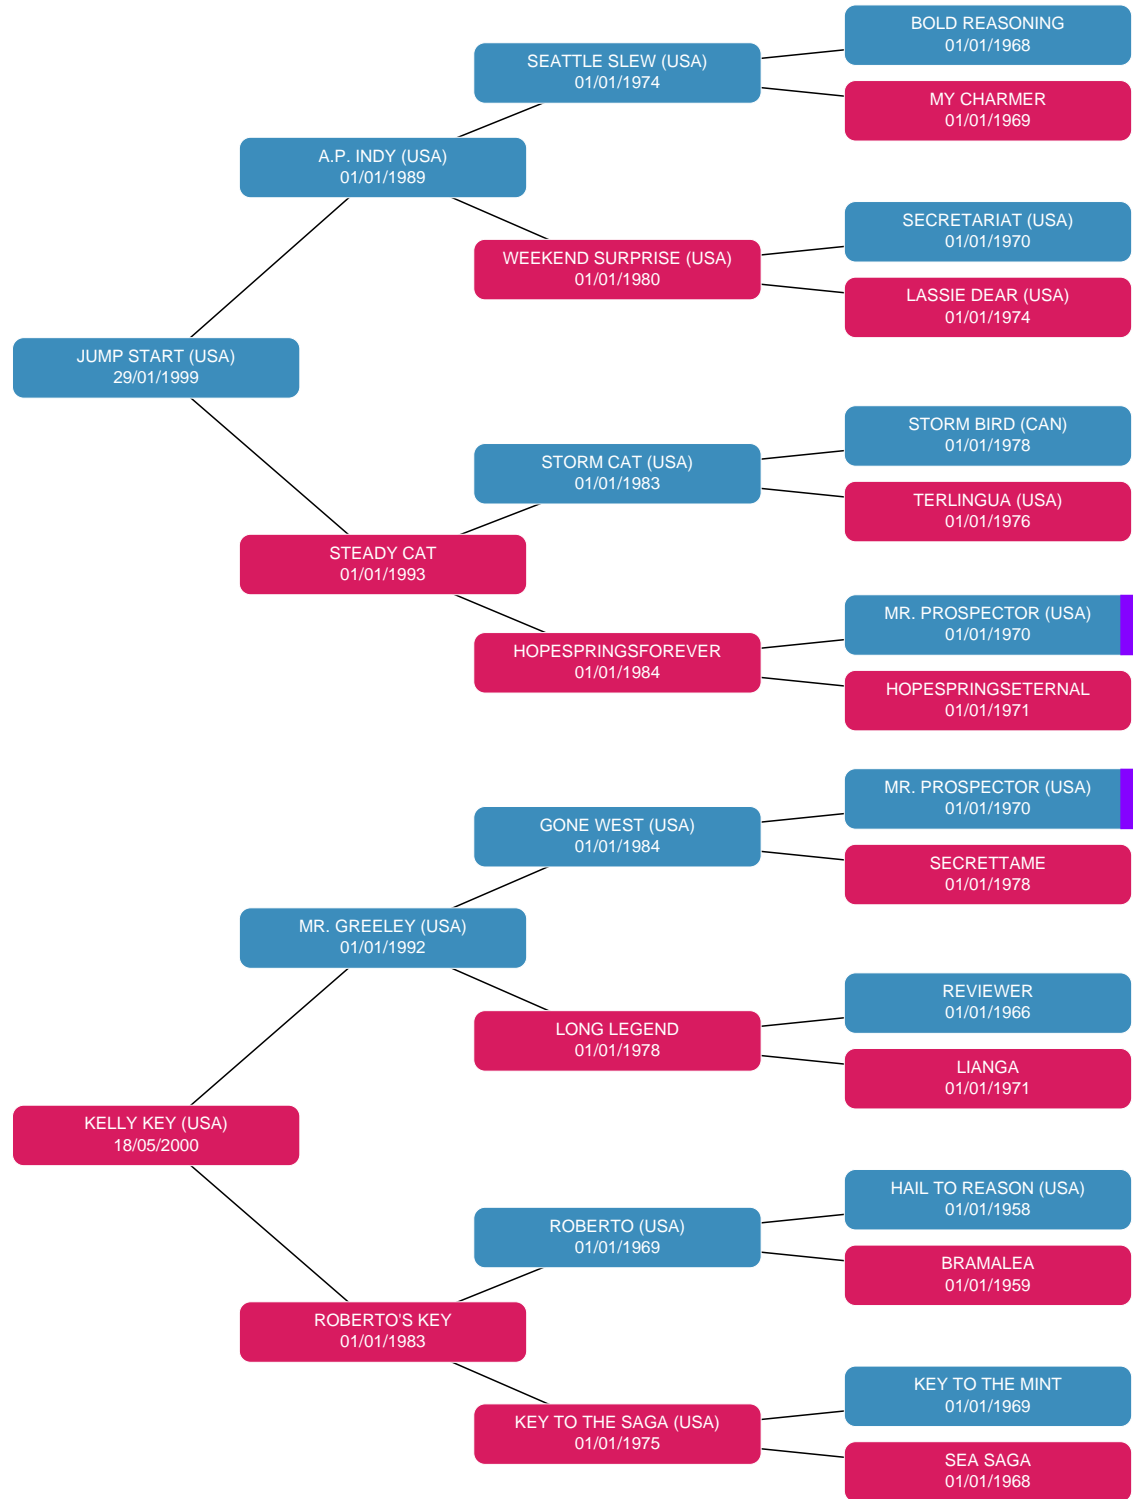 BOLD REASONING
01/01/1968
SEATTLE SLEW (USA)
01/01/1974
MY CHARMER
01/01/1969
A.P. INDY (USA)
01/01/1989
SECRETARIAT (USA)
01/01/1970
WEEKEND SURPRISE (USA)
01/01/1980
LASSIE DEAR (USA)
01/01/1974
JUMP START (USA)
29/01/1999
STORM BIRD (CAN)
01/01/1978
STORM CAT (USA)
01/01/1983
TERLINGUA (USA)
01/01/1976
STEADY CAT
01/01/1993
MR. PROSPECTOR (USA)
01/01/1970
HOPESPRINGSFOREVER
01/01/1984
HOPESPRINGSETERNAL
01/01/1971
MR. PROSPECTOR (USA)
01/01/1970
GONE WEST (USA)
01/01/1984
SECRETTAME
01/01/1978
MR. GREELEY (USA)
01/01/1992
REVIEWER
01/01/1966
LONG LEGEND
01/01/1978
LIANGA
01/01/1971
KELLY KEY (USA)
18/05/2000
HAIL TO REASON (USA)
01/01/1958
ROBERTO (USA)
01/01/1969
BRAMALEA
01/01/1959
ROBERTO'S KEY
01/01/1983
KEY TO THE MINT
01/01/1969
KEY TO THE SAGA (USA)
01/01/1975
SEA SAGA
01/01/1968